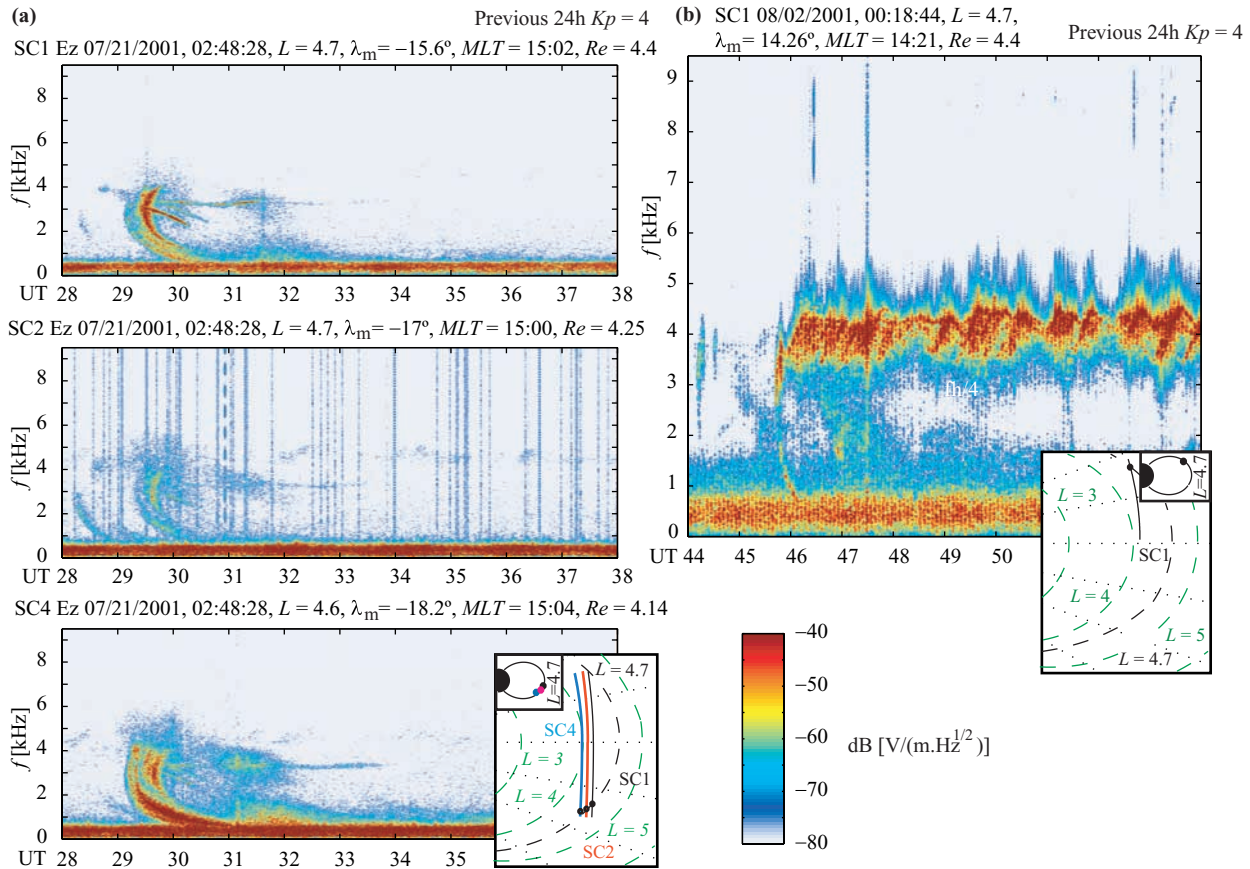 (a)
Previous 24h Kp = 4
SC1 Ez 07/21/2001, 02:48:28, L = 4.7, λm= −15.6º, MLT = 15:02, Re = 4.4
8
6
4
2
0
f [kHz]
UT
28 29 30 31 32 33 34 35 36 37 38
SC2 Ez 07/21/2001, 02:48:28, L = 4.7, λm= −17°, MLT = 15:00, Re = 4.25
8
6
4
2
0
f [kHz]
UT
28 29 30 31 32 33 34 35 36 37 38
SC4 Ez 07/21/2001, 02:48:28, L = 4.6, λm= −18.2º, MLT = 15:04, Re = 4.14
8
6
4
2
0
f [kHz]
UT
28 29 30 31 32 33 34 35
L=4.7
L = 4.7
SC4
L = 3
SC1
L = 4
L = 5
SC2
(b)
SC1 08/02/2001, 00:18:44, L = 4.7,
λm= 14.26°, MLT = 14:21, Re = 4.4
Previous 24h Kp = 4
9
8
7
6
5
4
3
2
1
0
f [kHz]
fh/4
UT
44 45 46 47 48 49 50
L=4.7
L = 3
SC1
L = 4
L = 5
L = 4.7
−40
−50
−60
−70
−80
dB [V/(m.Hz1/2)]